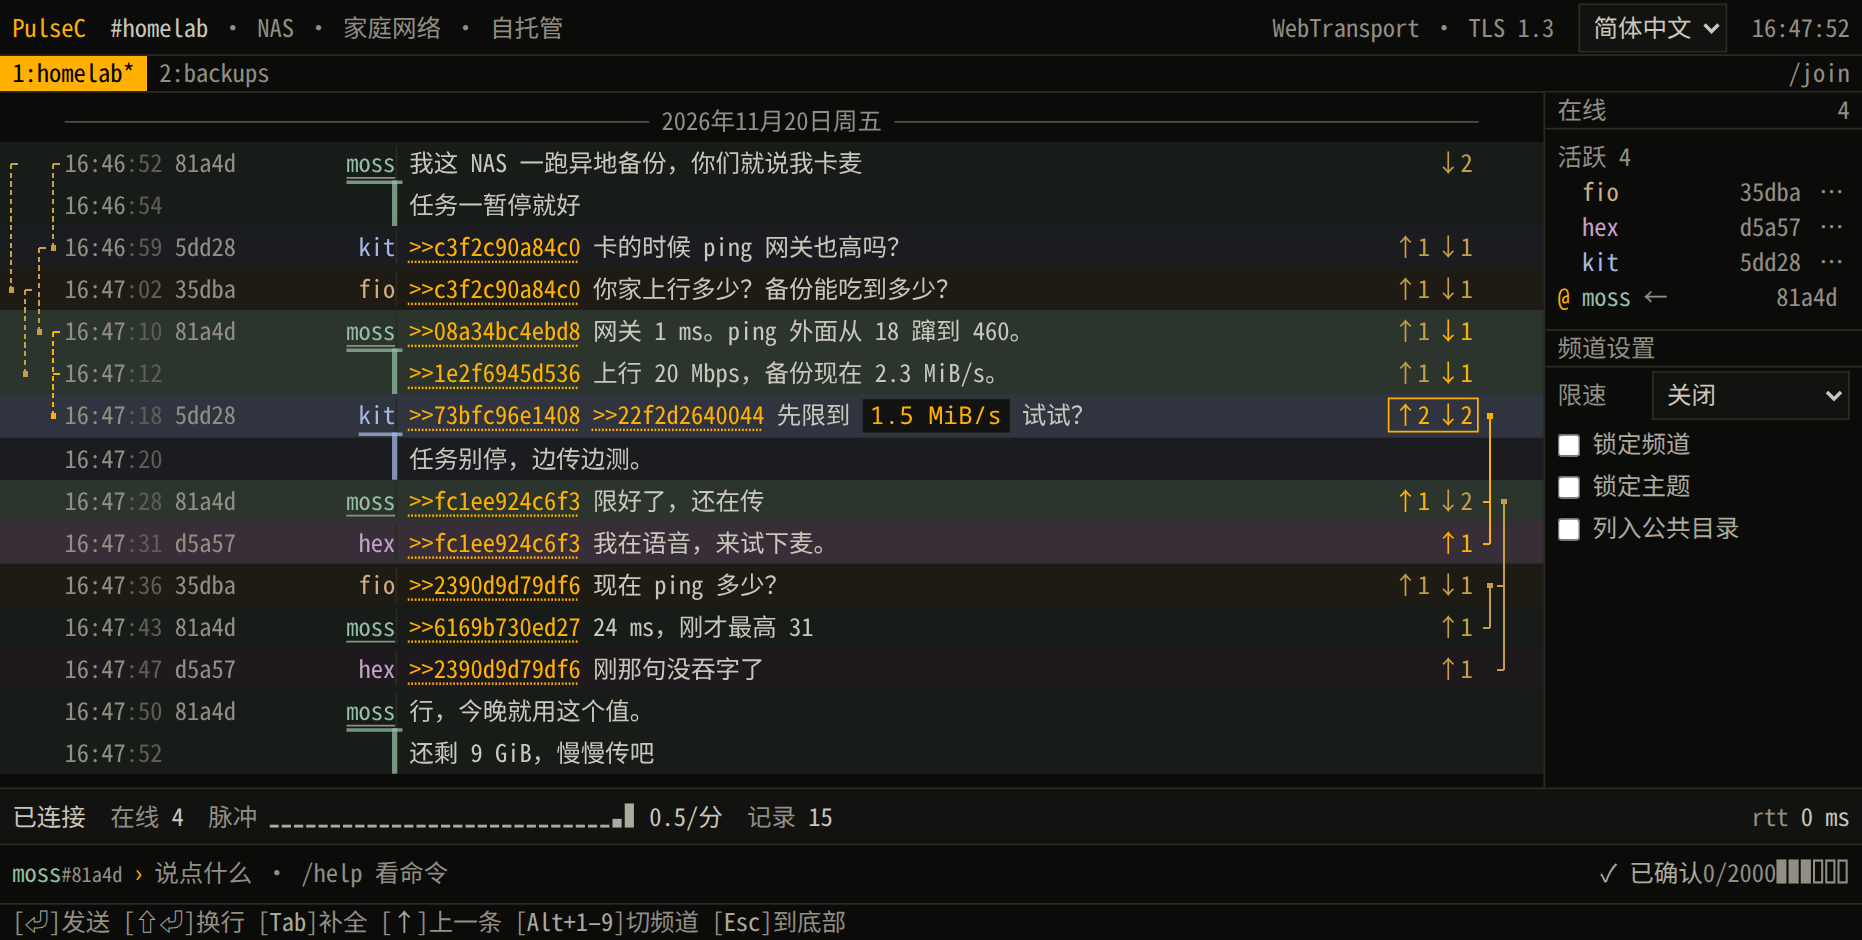 PulseC #homelab • NAS • 家庭网络 • 自托管 WebTransport • TLS 1.3 简体中文 16:47:52
1:homelab* 2:backups /join
2026年11月20日周五
16:46:52 81a4d moss 我这 NAS 一跑异地备份，你们就说我卡麦 ↓2
16:46:54 任务一暂停就好
16:46:59 5dd28 kit >>c3f2c90a84c0 卡的时候 ping 网关也高吗？ ↑1 ↓1
16:47:02 35dba fio >>c3f2c90a84c0 你家上行多少？备份能吃到多少？ ↑1 ↓1
16:47:10 81a4d moss >>08a34bc4ebd8 网关 1 ms。ping 外面从 18 蹿到 460。 ↑1 ↓1
16:47:12 >>1e2f6945d536 上行 20 Mbps，备份现在 2.3 MiB/s。 ↑1 ↓1
16:47:18 5dd28 kit >>73bfc96e1408 >>22f2d2640044 先限到 1.5 MiB/s 试试？ ↑2 ↓2
16:47:20 任务别停，边传边测。
16:47:28 81a4d moss >>fc1ee924c6f3 限好了，还在传 ↑1 ↓2
16:47:31 d5a57 hex >>fc1ee924c6f3 我在语音，来试下麦。 ↑1
16:47:36 35dba fio >>2390d9d79df6 现在 ping 多少？ ↑1 ↓1
16:47:43 81a4d moss >>6169b730ed27 24 ms，刚才最高 31 ↑1
16:47:47 d5a57 hex >>2390d9d79df6 刚那句没吞字了 ↑1
16:47:50 81a4d moss 行，今晚就用这个值。
16:47:52 还剩 9 GiB，慢慢传吧
在线 4
活跃 4
fio 35dba ···
hex d5a57 ···
kit 5dd28 ···
@ moss ← 81a4d
频道设置
限速 关闭
锁定频道
锁定主题
列入公共目录
已连接 在线 4 脉冲 0.5/分 记录 15 rtt 0 ms
moss#81a4d › 说点什么 • /help 看命令 ✓ 已确认0/2000
[⏎]发送 [⇧⏎]换行 [Tab]补全 [↑]上一条 [Alt+1–9]切频道 [Esc]到底部